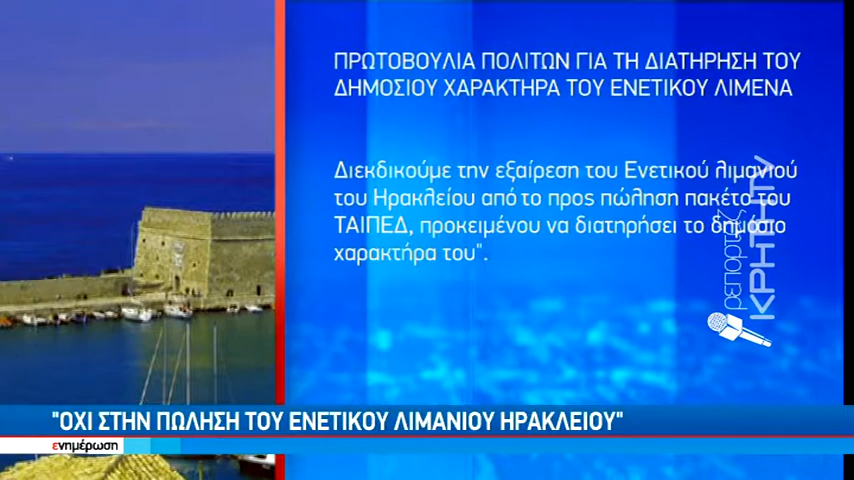 ΠΡΩΤΟΒΟΥΛΙΑ ΠΟΛΙΤΩΝ ΓΙΑ ΤΗ ΔΙΑΤΗΡΗΣΗ ΤΟΥ
ΔΗΜΟΣΙΟΥ ΧΑΡΑΚΤΗΡΑ ΤΟΥ ΕΝΕΤΙΚΟΥ ΛΙΜΕΝΑ
Διεκδικούμε την εξαίρεση του Ενετικού λιμανιού
του Ηρακλείου από το προς πώληση πακέτο του
ΤΑΙΠΕΔ, προκειμένου να διατηρήσει το δημόσιο
χαρακτήρα του".
ρεπορτάζ
ΚΡΗΤΗTV
"ΟΧΙ ΣΤΗΝ ΠΩΛΗΣΗ ΤΟΥ ΕΝΕΤΙΚΟΥ ΛΙΜΑΝΙΟΥ ΗΡΑΚΛΕΙΟΥ"
ενημέρωση